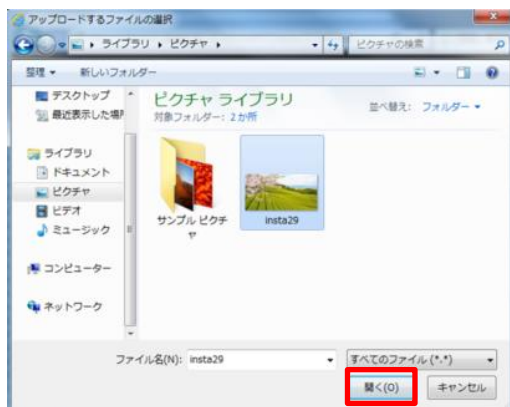 アップロードするファイルの選択
ライブラリ ▸ ピクチャ ▸
ピクチャの検索
整理 ▼ 新しいフォルダー
デスクトップ
最近表示した場所
ライブラリ
ドキュメント
ピクチャ
ビデオ
ミュージック
コンピューター
ネットワーク
ピクチャ ライブラリ
対象フォルダー: 2 か所
並べ替え: フォルダー ▼
サンプル ピクチ
ャ
insta29
ファイル名(N): insta29
すべてのファイル (*.*)
開く(O)
キャンセル